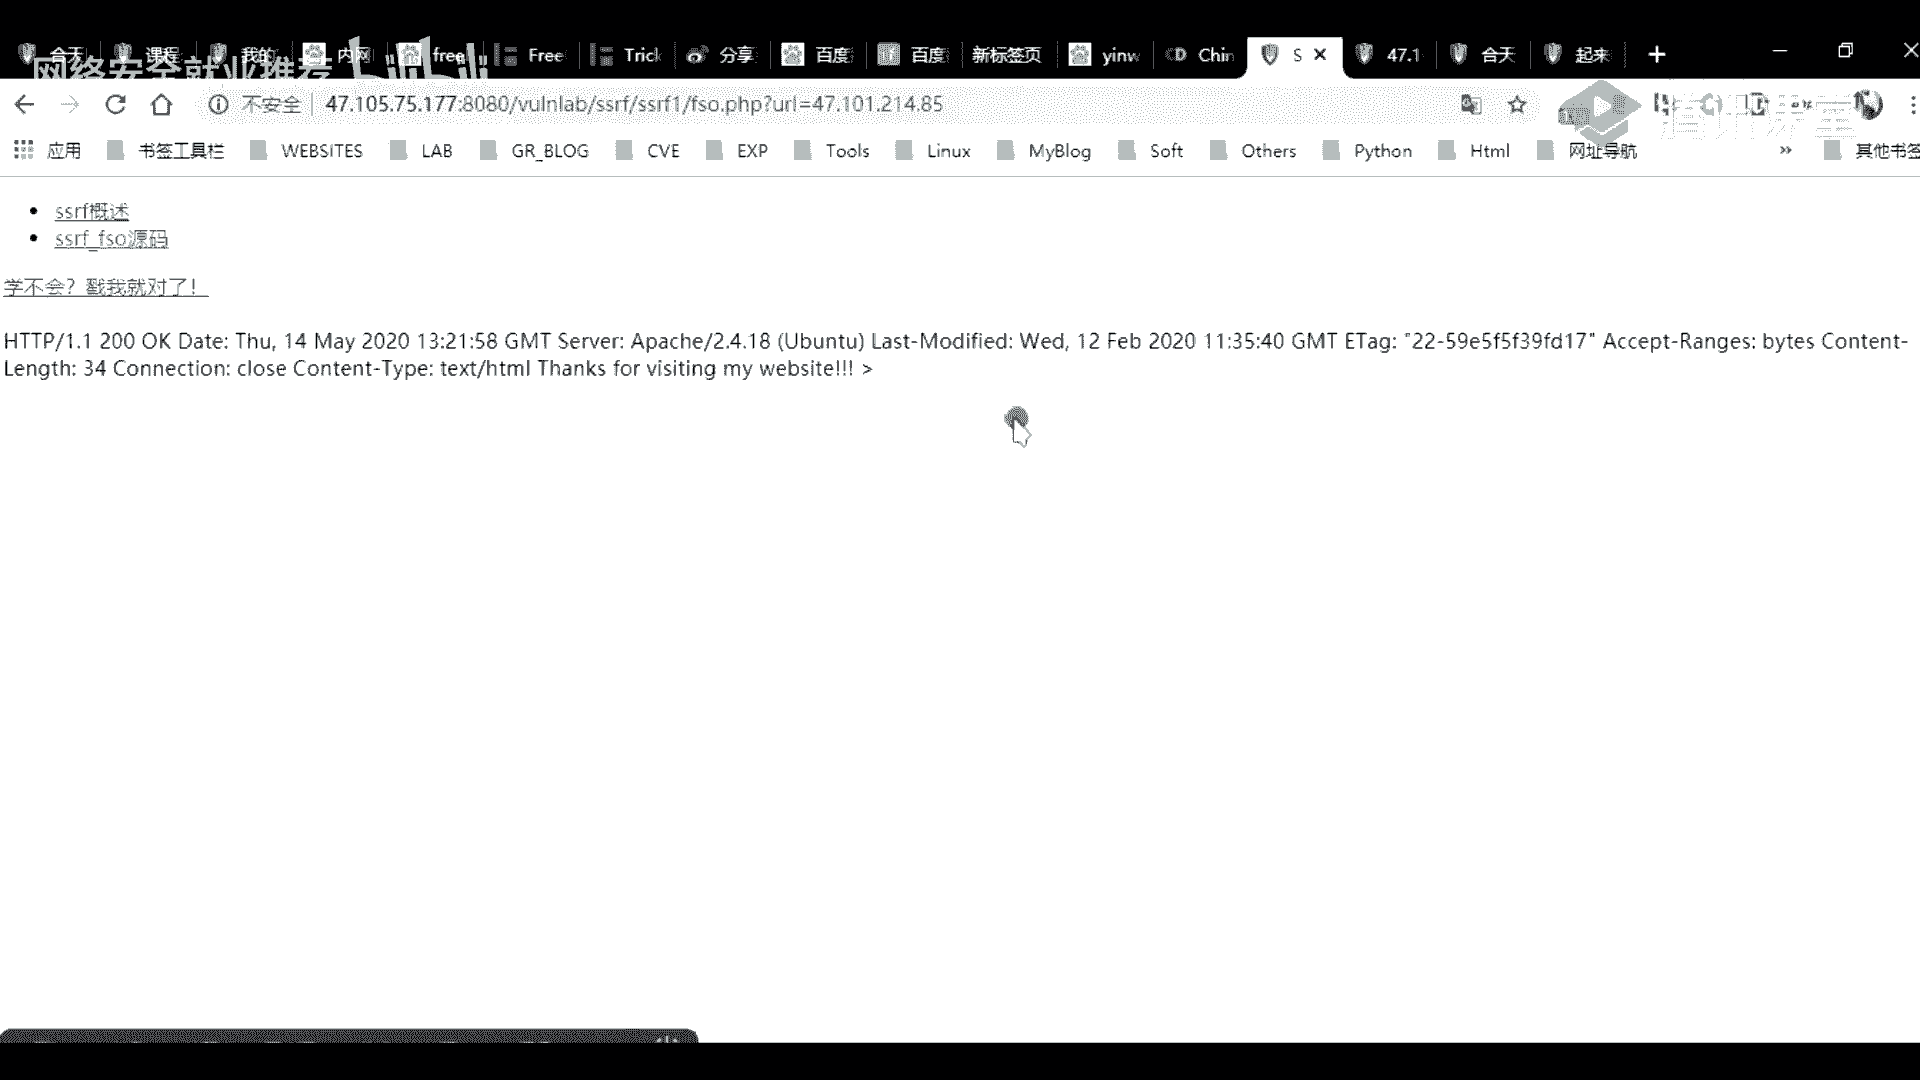 合天 课程 我的 内网 free Free Trick 分享 百度 百度 新标签页 yinw Chin S 47.1 合天 起来
网络安全就业推荐 bilibili
不安全 47.105.75.177:8080/vulnlab/ssrf/ssrf1/fso.php?url=47.101.214.85
腾讯课堂
应用 书签工具栏 WEBSITES LAB GR_BLOG CVE EXP Tools Linux MyBlog Soft Others Python Html 网址导航 » 其他书签
ssrf概述
ssrf_fso源码
学不会？戳我就对了！
HTTP/1.1 200 OK Date: Thu, 14 May 2020 13:21:58 GMT Server: Apache/2.4.18 (Ubuntu) Last-Modified: Wed, 12 Feb 2020 11:35:40 GMT ETag: "22-59e5f5f39fd17" Accept-Ranges: bytes Content-
Length: 34 Connection: close Content-Type: text/html Thanks for visiting my website!!! >